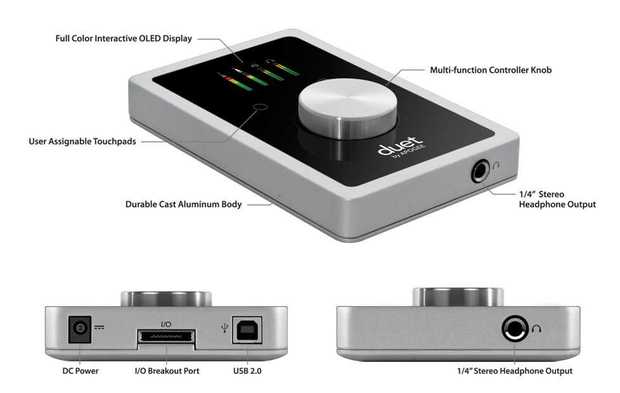 Full Color Interactive OLED Display
Multi-function Controller Knob
User Assignable Touchpads
duet
by APOGEE
1/4" Stereo
Headphone Output
Durable Cast Aluminum Body
I/O
DC Power
I/O Breakout Port
USB 2.0
1/4" Stereo Headphone Output